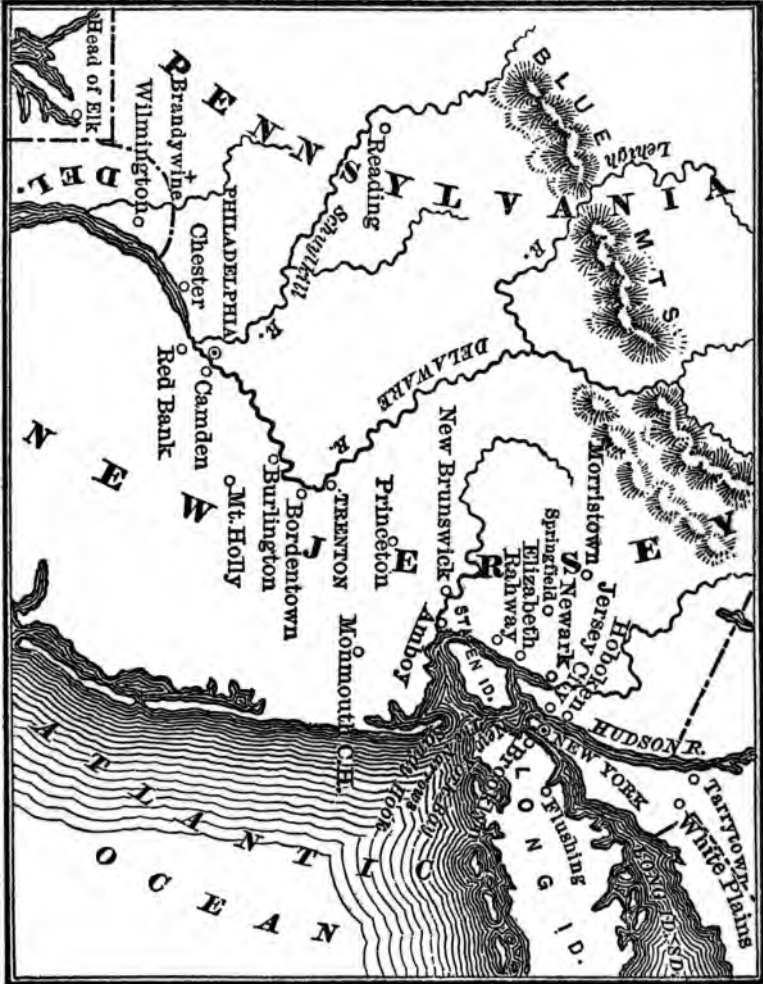 BLUE MTS.
Lehigh
R.
PENNSYLVANIA
Reading
Schuylkill
R.
Head of Elk
Brandywine
Wilmington
DEL.
Chester
PHILADELPHIA
Camden
Red Bank
DELAWARE
R.
NEW JERSEY
Morristown
Springfield
Newark
Elizabeth
Rahway
New Brunswick
Princeton
TRENTON
Bordentown
Burlington
Mt. Holly
Monmouth C.H.
Amboy
STATEN ID.
Jersey City
Hoboken
HUDSON R.
NEW YORK
Tarrytown
White Plains
Flushing
LONG ID.
LONG ID. SD.
Sandy Hook
ATLANTIC
OCEAN